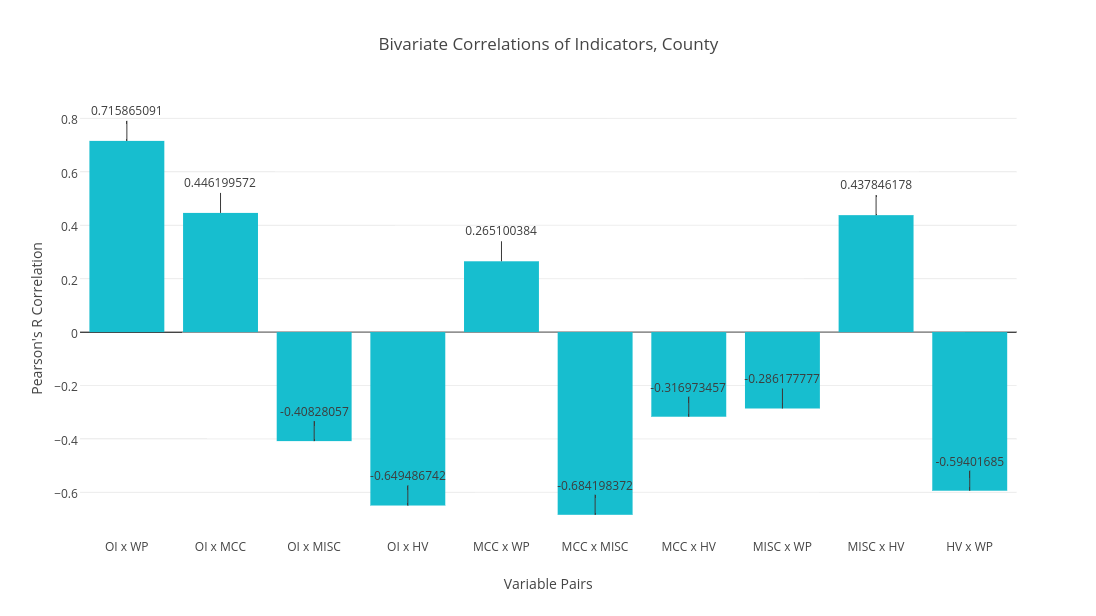 Bivariate Correlations of Indicators, County
0.715865091
0.446199572
-0.40828057
-0.649486742
0.265100384
-0.684198372
-0.316973457
-0.286177777
0.437846178
-0.59401685
0.8
0.6
0.4
0.2
0
−0.2
−0.4
−0.6
Pearson's R Correlation
OI x WP
OI x MCC
OI x MISC
OI x HV
MCC x WP
MCC x MISC
MCC x HV
MISC x WP
MISC x HV
HV x WP
Variable Pairs